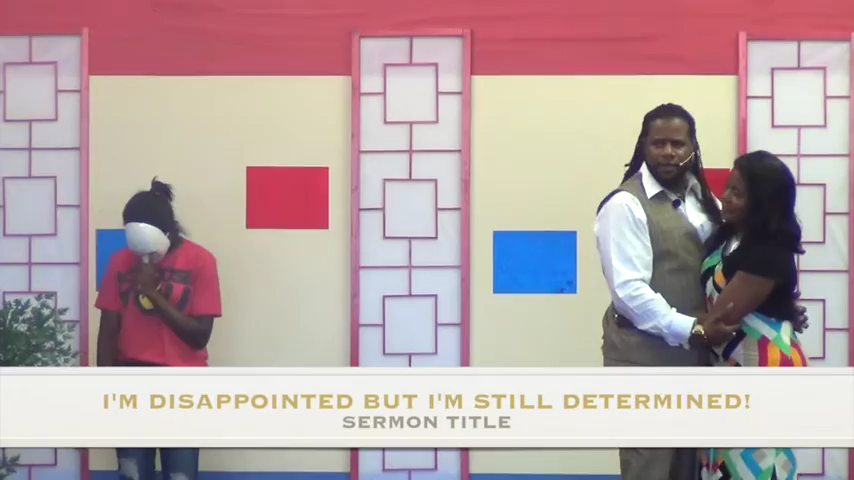 I'M DISAPPOINTED BUT I'M STILL DETERMINED!
SERMON TITLE